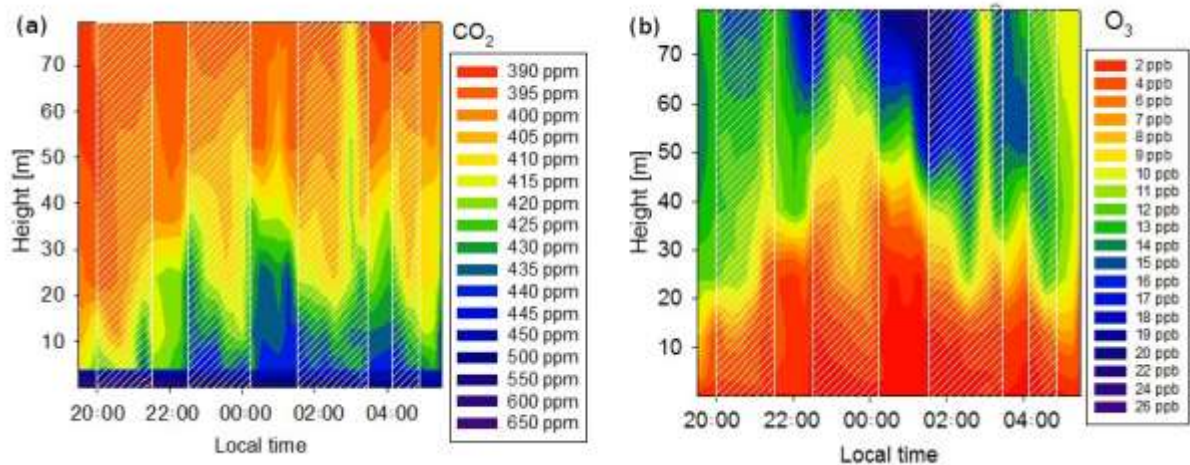 (a)
CO2
390 ppm
395 ppm
400 ppm
405 ppm
410 ppm
415 ppm
420 ppm
425 ppm
430 ppm
435 ppm
440 ppm
445 ppm
450 ppm
500 ppm
550 ppm
600 ppm
650 ppm
Height [m]
70
60
50
40
30
20
10
20:00 22:00 00:00 02:00 04:00
Local time
(b)
O3
2 ppb
4 ppb
6 ppb
7 ppb
8 ppb
9 ppb
10 ppb
11 ppb
12 ppb
13 ppb
14 ppb
15 ppb
16 ppb
17 ppb
18 ppb
19 ppb
20 ppb
22 ppb
24 ppb
26 ppb
Height [m]
70
60
50
40
30
20
10
20:00 22:00 00:00 02:00 04:00
Local time